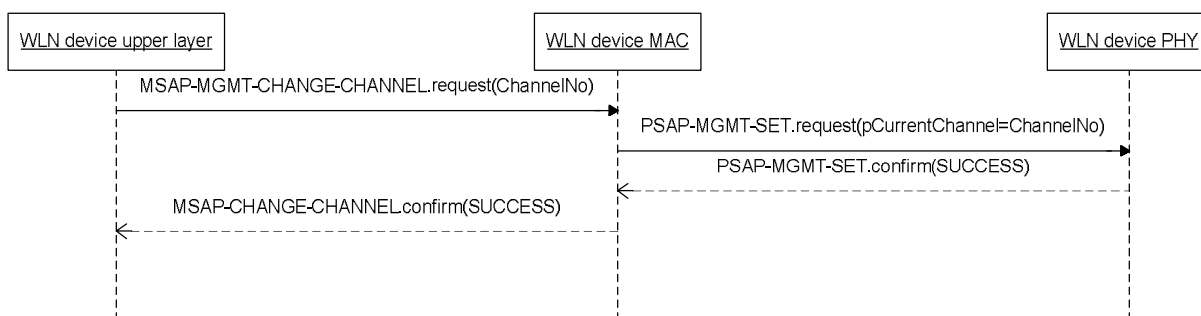 WLN device upper layer
WLN device MAC
WLN device PHY
MSAP-MGMT-CHANGE-CHANNEL.request(ChannelNo)
PSAP-MGMT-SET.request(pCurrentChannel=ChannelNo)
PSAP-MGMT-SET.confirm(SUCCESS)
MSAP-CHANGE-CHANNEL.confirm(SUCCESS)